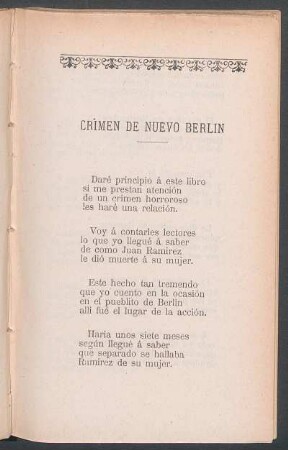 CRÍMEN DE NUEVO BERLIN
Daré principio á este libro
si me prestan atención
de un crimen horroroso
les haré una relación.
Voy á contarles lectores
lo que yo llegué á saber
de como Juan Ramirez
le dió muerte á su mujer.
Este hecho tan tremendo
que yo cuento en la ocasión
en el pueblito de Berlin
alli fué el lugar de la acción.
Haria unos siete meses
según llegué á saber
que separado se hallaba
Ramirez de su mujer.